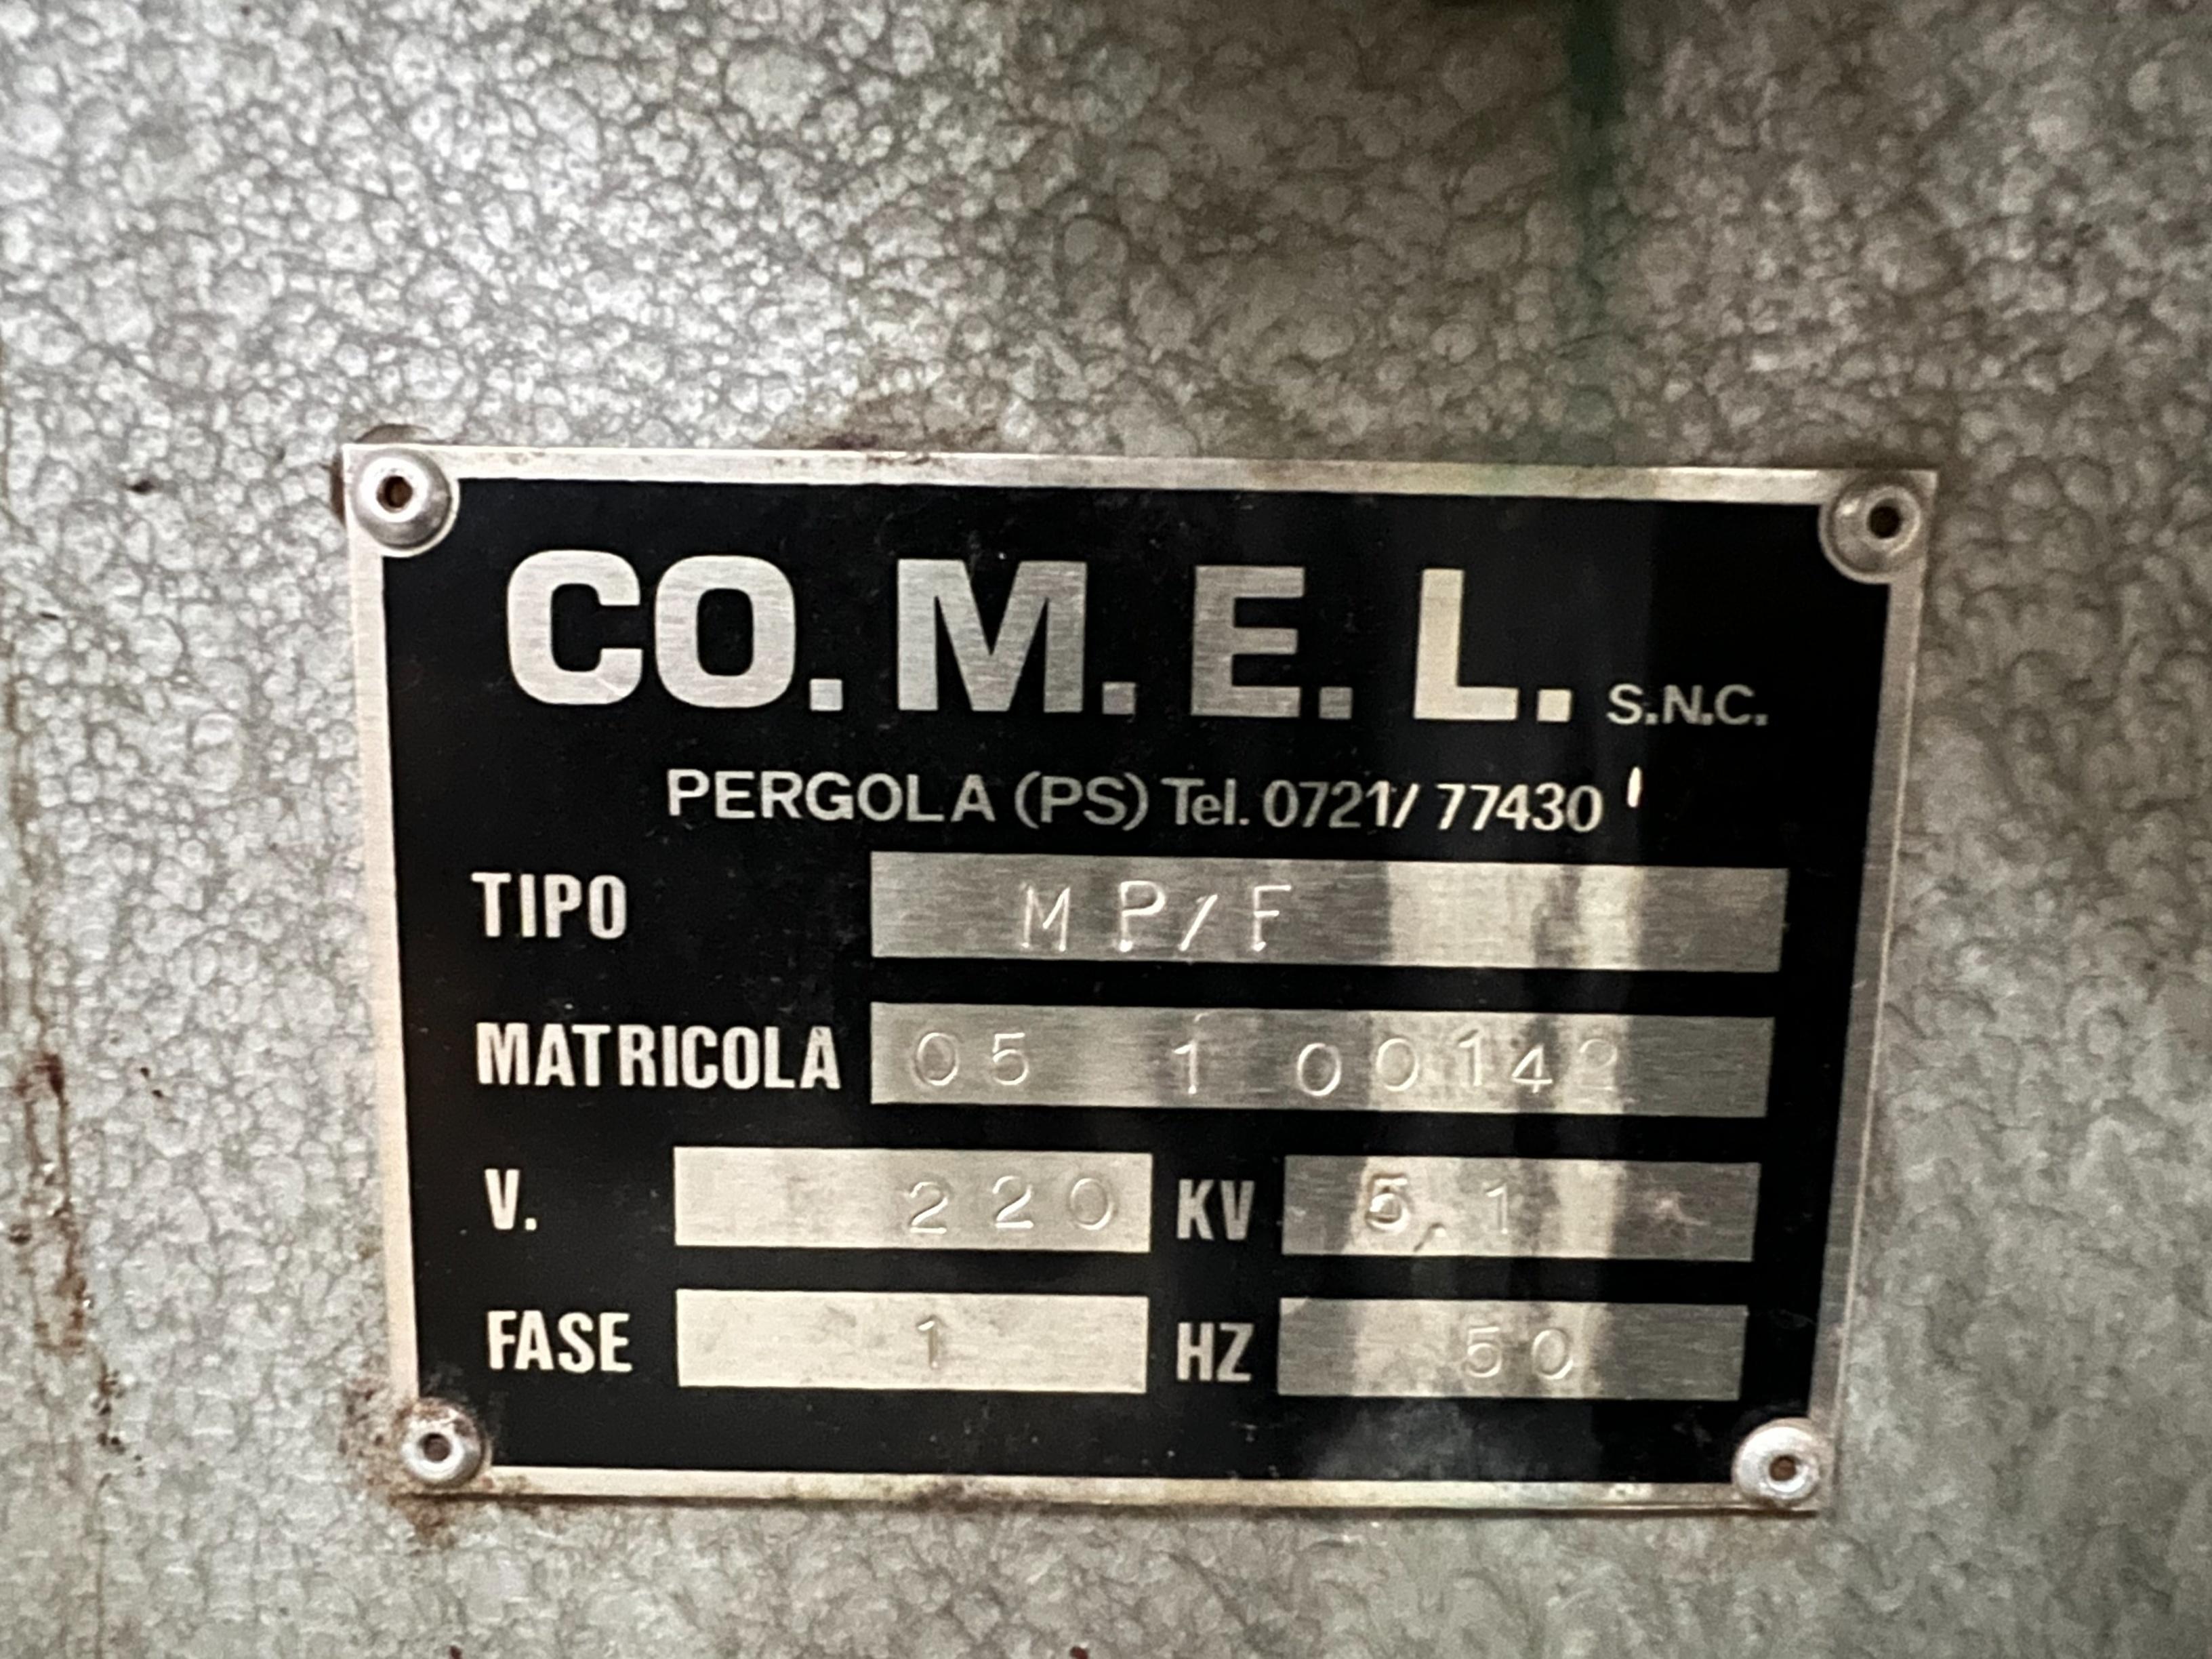 CO. M. E. L. S.N.C.
PERGOLA (PS) Tel. 0721/ 77430
TIPO MP/F
MATRICOLA 05 1 00142
V. 220 KV 5,1
FASE 1 HZ 50